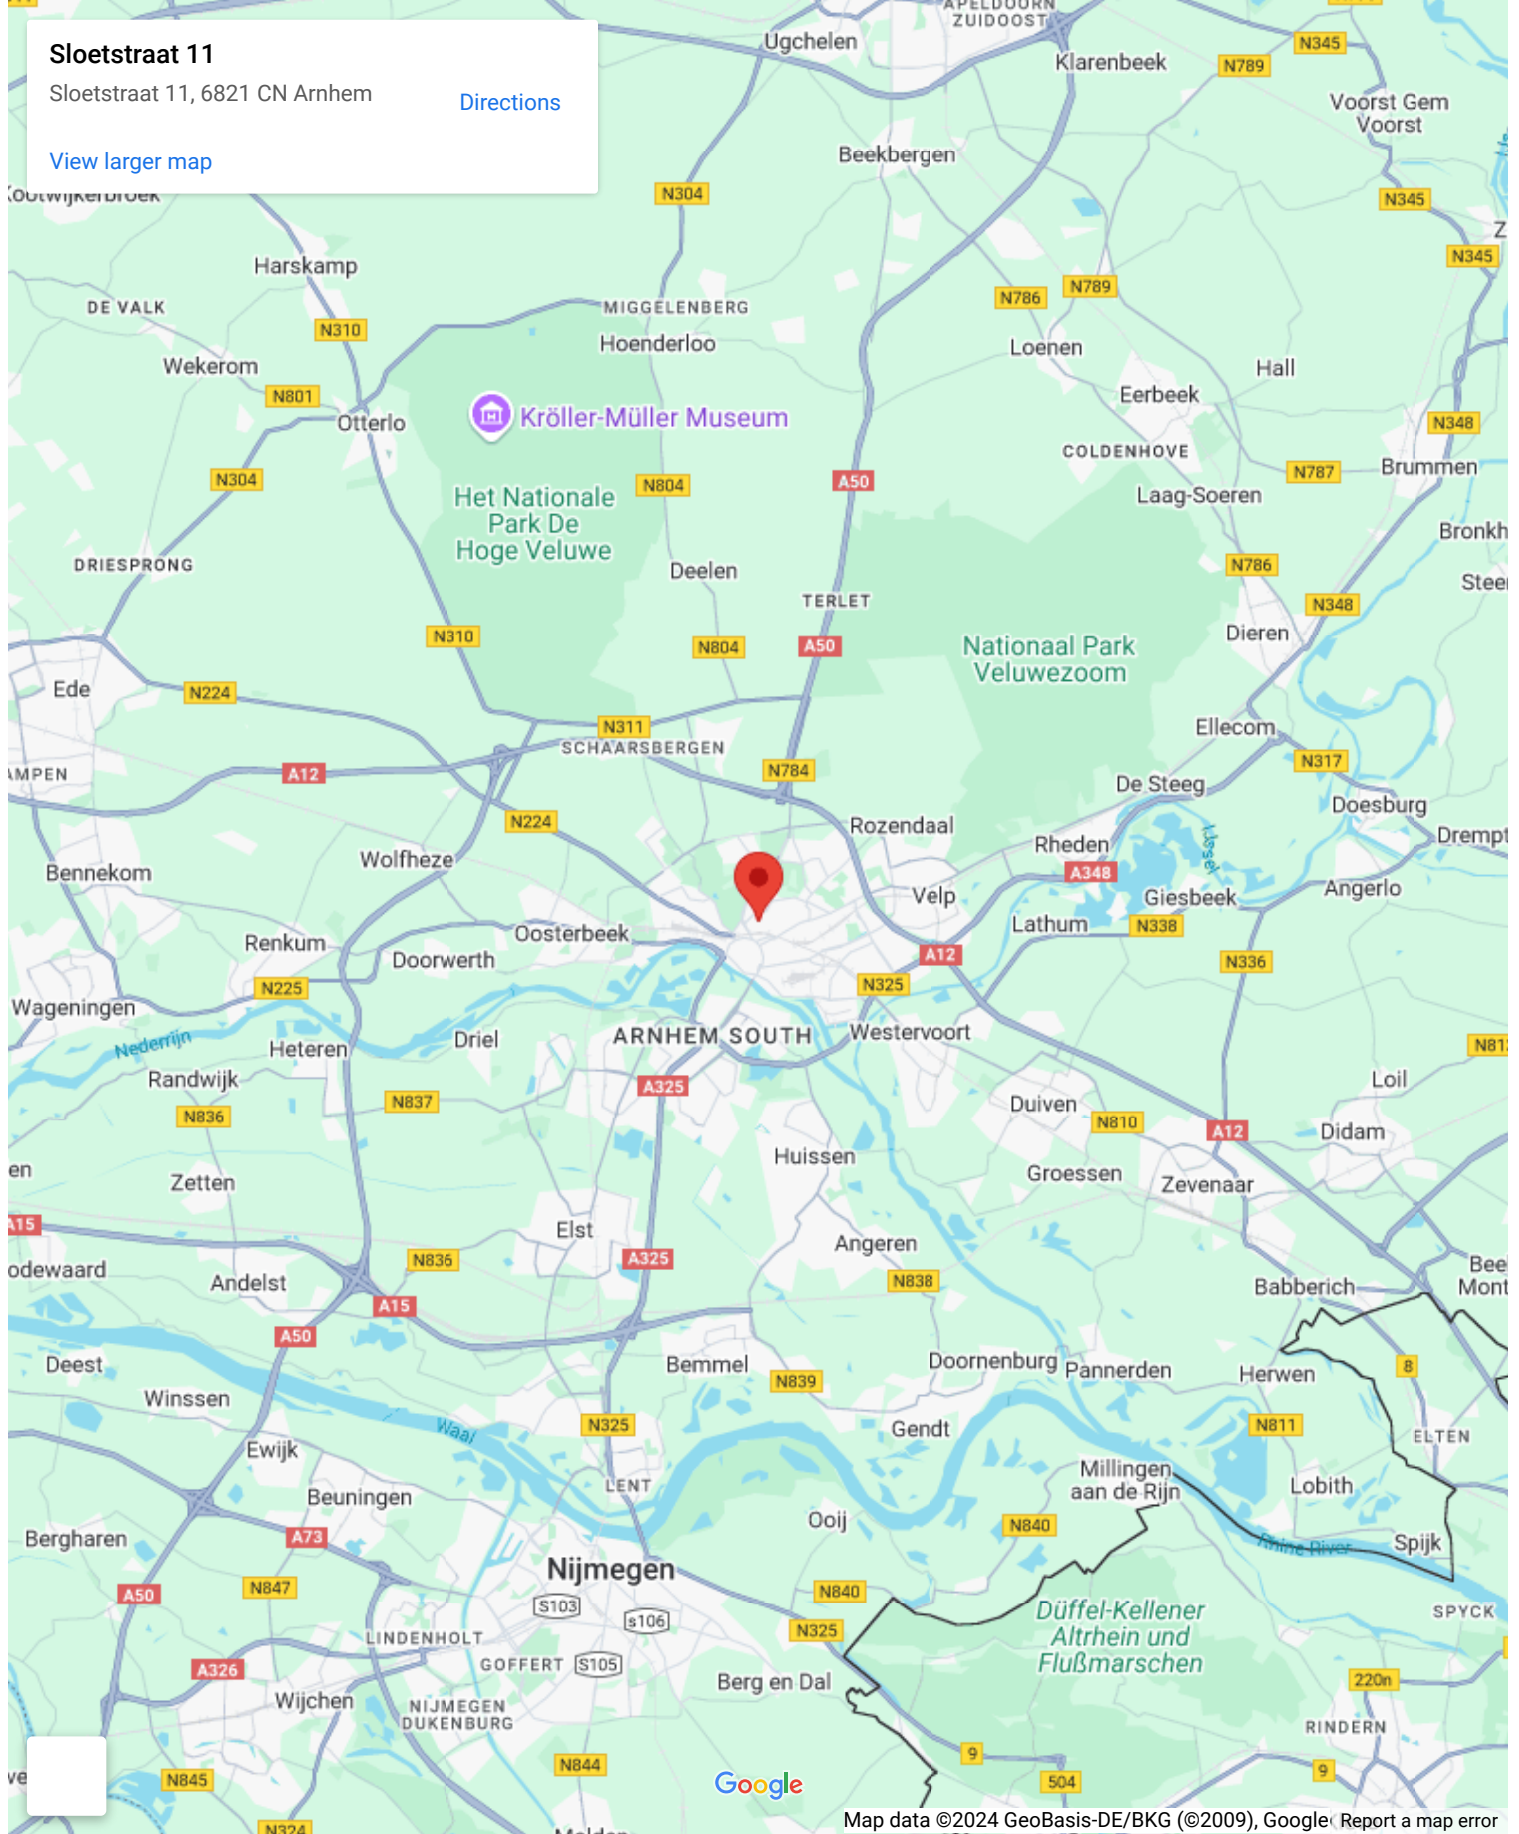 Sloetstraat 11
Sloetstraat 11, 6821 CN Arnhem
Directions
View larger map
APELDOORN
ZUIDOOST
Ugchelen
Klarenbeek
N345
N789
Voorst Gem
Voorst
Beekbergen
N304
N345
N345
Harskamp
DE VALK
N310
MIGGELENBERG
Hoenderloo
N786
N789
Loenen
Wekerom
N801
Otterlo
Kröller-Müller Museum
Hall
Eerbeek
N348
COLDENHOVE
N304
N804
A50
N787
Brummen
Het Nationale
Park De
Hoge Veluwe
Laag-Soeren
DRIESPRONG
Deelen
TERLET
N786
N348
N310
N804
A50
Nationaal Park
Veluwezoom
Dieren
Ede
N224
N311
SCHAARSBERGEN
Ellecom
A12
N784
N317
De Steeg
Doesburg
N224
Rozendaal
Rheden
IJssel
Wolfheze
Bennekom
A348
Velp
Giesbeek
Angerlo
Oosterbeek
Lathum
N338
Renkum
Doorwerth
A12
N336
N225
N325
Wageningen
Driel
ARNHEM SOUTH
Westervoort
Nederrijn
Heteren
Randwijk
A325
Loil
N836
N837
Duiven
N810
A12
Didam
Huissen
Groessen
Zetten
Zevenaar
A15
Elst
Angeren
N836
A325
N838
Andelst
Babberich
A15
A50
Deest
Bemmel
Doornenburg
Pannerden
Herwen
8
Winssen
N839
N325
Gendt
N811
ELTEN
Waal
Ewijk
Millingen
aan de Rijn
Lobith
LENT
Beuningen
Ooij
N840
Bergharen
A73
Rhine River
Spijk
Nijmegen
A50
N847
N840
S103
s106
Düffel-Kellener
Altrhein und
Flußmarschen
SPYCK
N325
LINDENHOLT
GOFFERT
S105
A326
Berg en Dal
220n
Wijchen
NIJMEGEN
DUKENBURG
RINDERN
N844
9
N845
504
9
Google
N324
Map data ©2024 GeoBasis-DE/BKG (©2009), Google
Report a map error